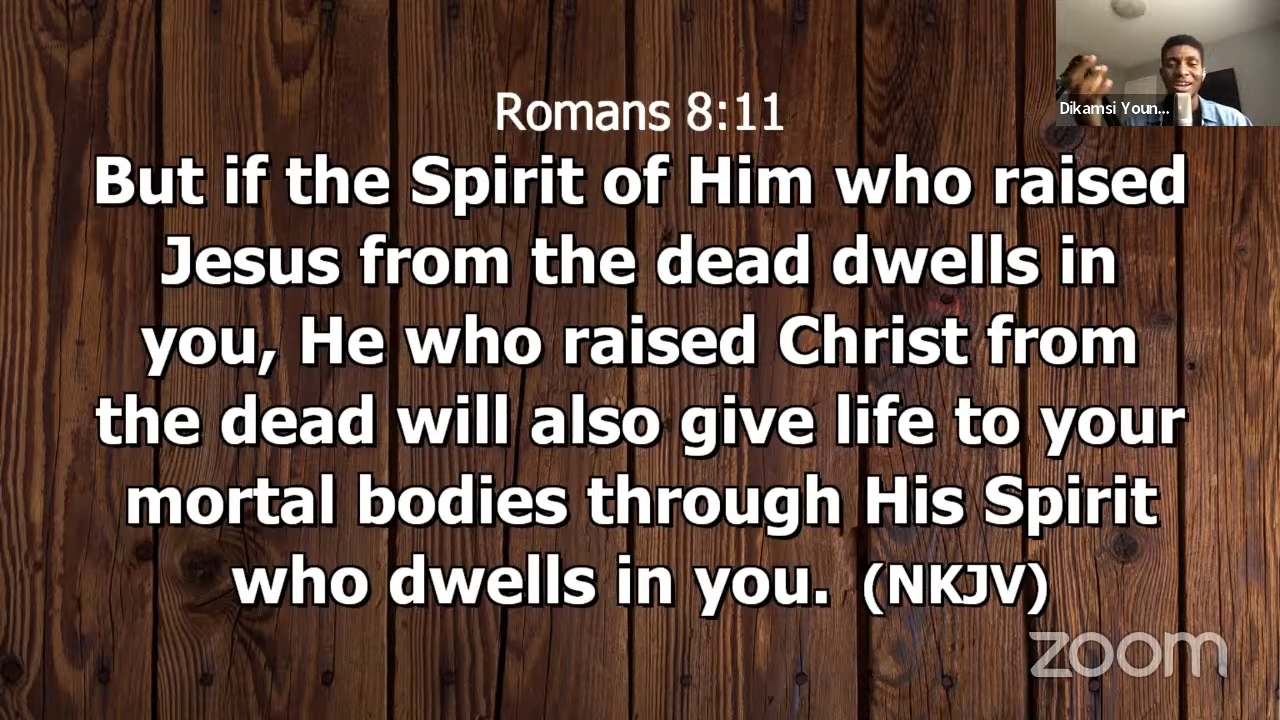 Romans 8:11
Dikamsi Youn...
But if the Spirit of Him who raised
Jesus from the dead dwells in
you, He who raised Christ from
the dead will also give life to your
mortal bodies through His Spirit
who dwells in you. (NKJV)
zoom